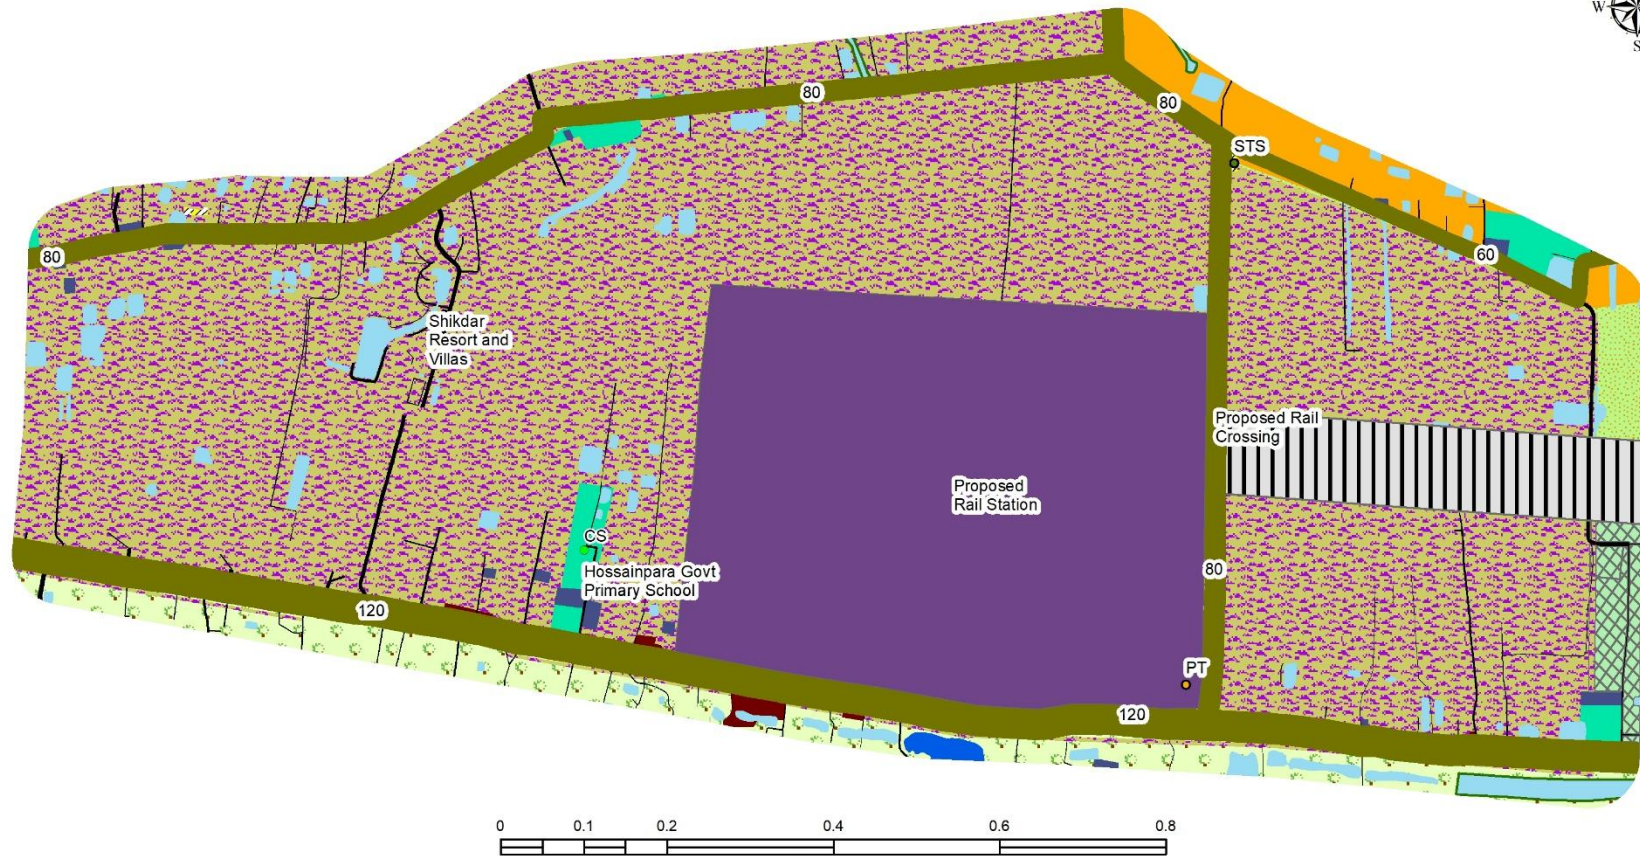 W
S
80
80
STS
80
60
Shikdar
Resort and
Villas
Proposed Rail
Crossing
Proposed
Rail Station
CS
Hossainpara Govt
Primary School
80
120
PT
120
0
0.1
0.2
0.4
0.6
0.8